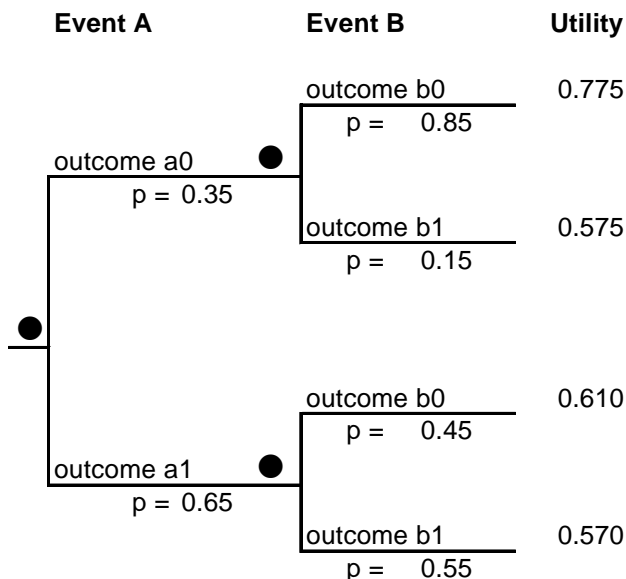 Event A Event B Utility
outcome b0 0.775
p = 0.85
outcome a0
p = 0.35
outcome b1 0.575
p = 0.15
outcome b0 0.610
p = 0.45
outcome a1
p = 0.65
outcome b1 0.570
p = 0.55